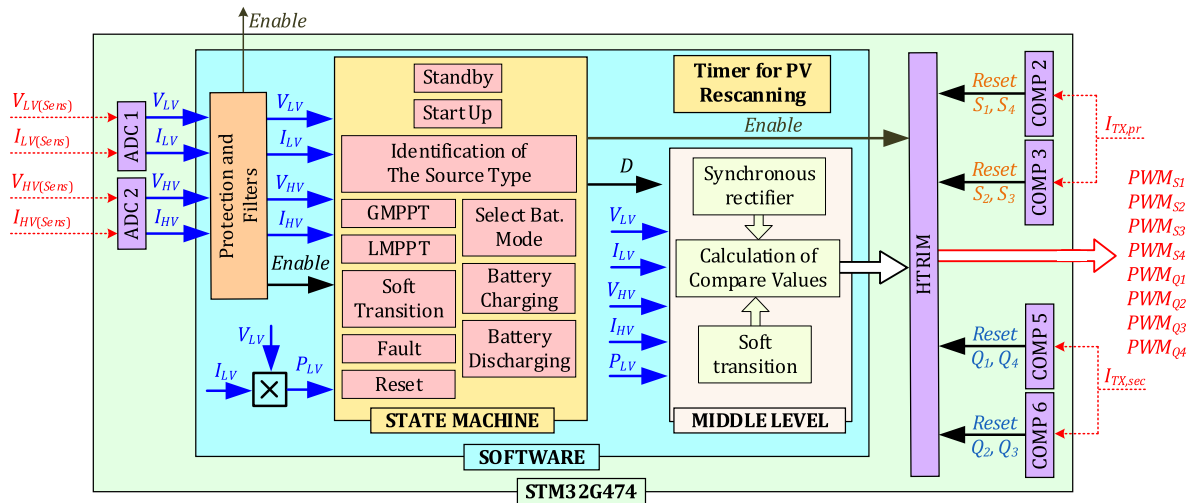 Enable
V_LV(Sens)
I_LV(Sens)
V_HV(Sens)
I_HV(Sens)
ADC 1
ADC 2
V_LV
I_LV
V_HV
I_HV
Protection and
Filters
V_LV
I_LV
V_HV
I_HV
Enable
V_LV
I_LV
P_LV
×
Standby
Start Up
Identification of
The Source Type
GMPPT
LMPPT
Soft
Transition
Fault
Reset
Select Bat.
Mode
Battery
Charging
Battery
Discharging
STATE MACHINE
Timer for PV
Rescanning
Enable
D
V_LV
I_LV
V_HV
I_HV
P_LV
Synchronous
rectifier
Calculation of
Compare Values
Soft
transition
MIDDLE LEVEL
SOFTWARE
STM32G474
HTRIM
Reset
S_1, S_4
COMP 2
Reset
S_2, S_3
COMP 3
I_TX,pr
Reset
Q_1, Q_4
COMP 5
Reset
Q_2, Q_3
COMP 6
I_TX,sec
PWM_S1
PWM_S2
PWM_S3
PWM_S4
PWM_Q1
PWM_Q2
PWM_Q3
PWM_Q4